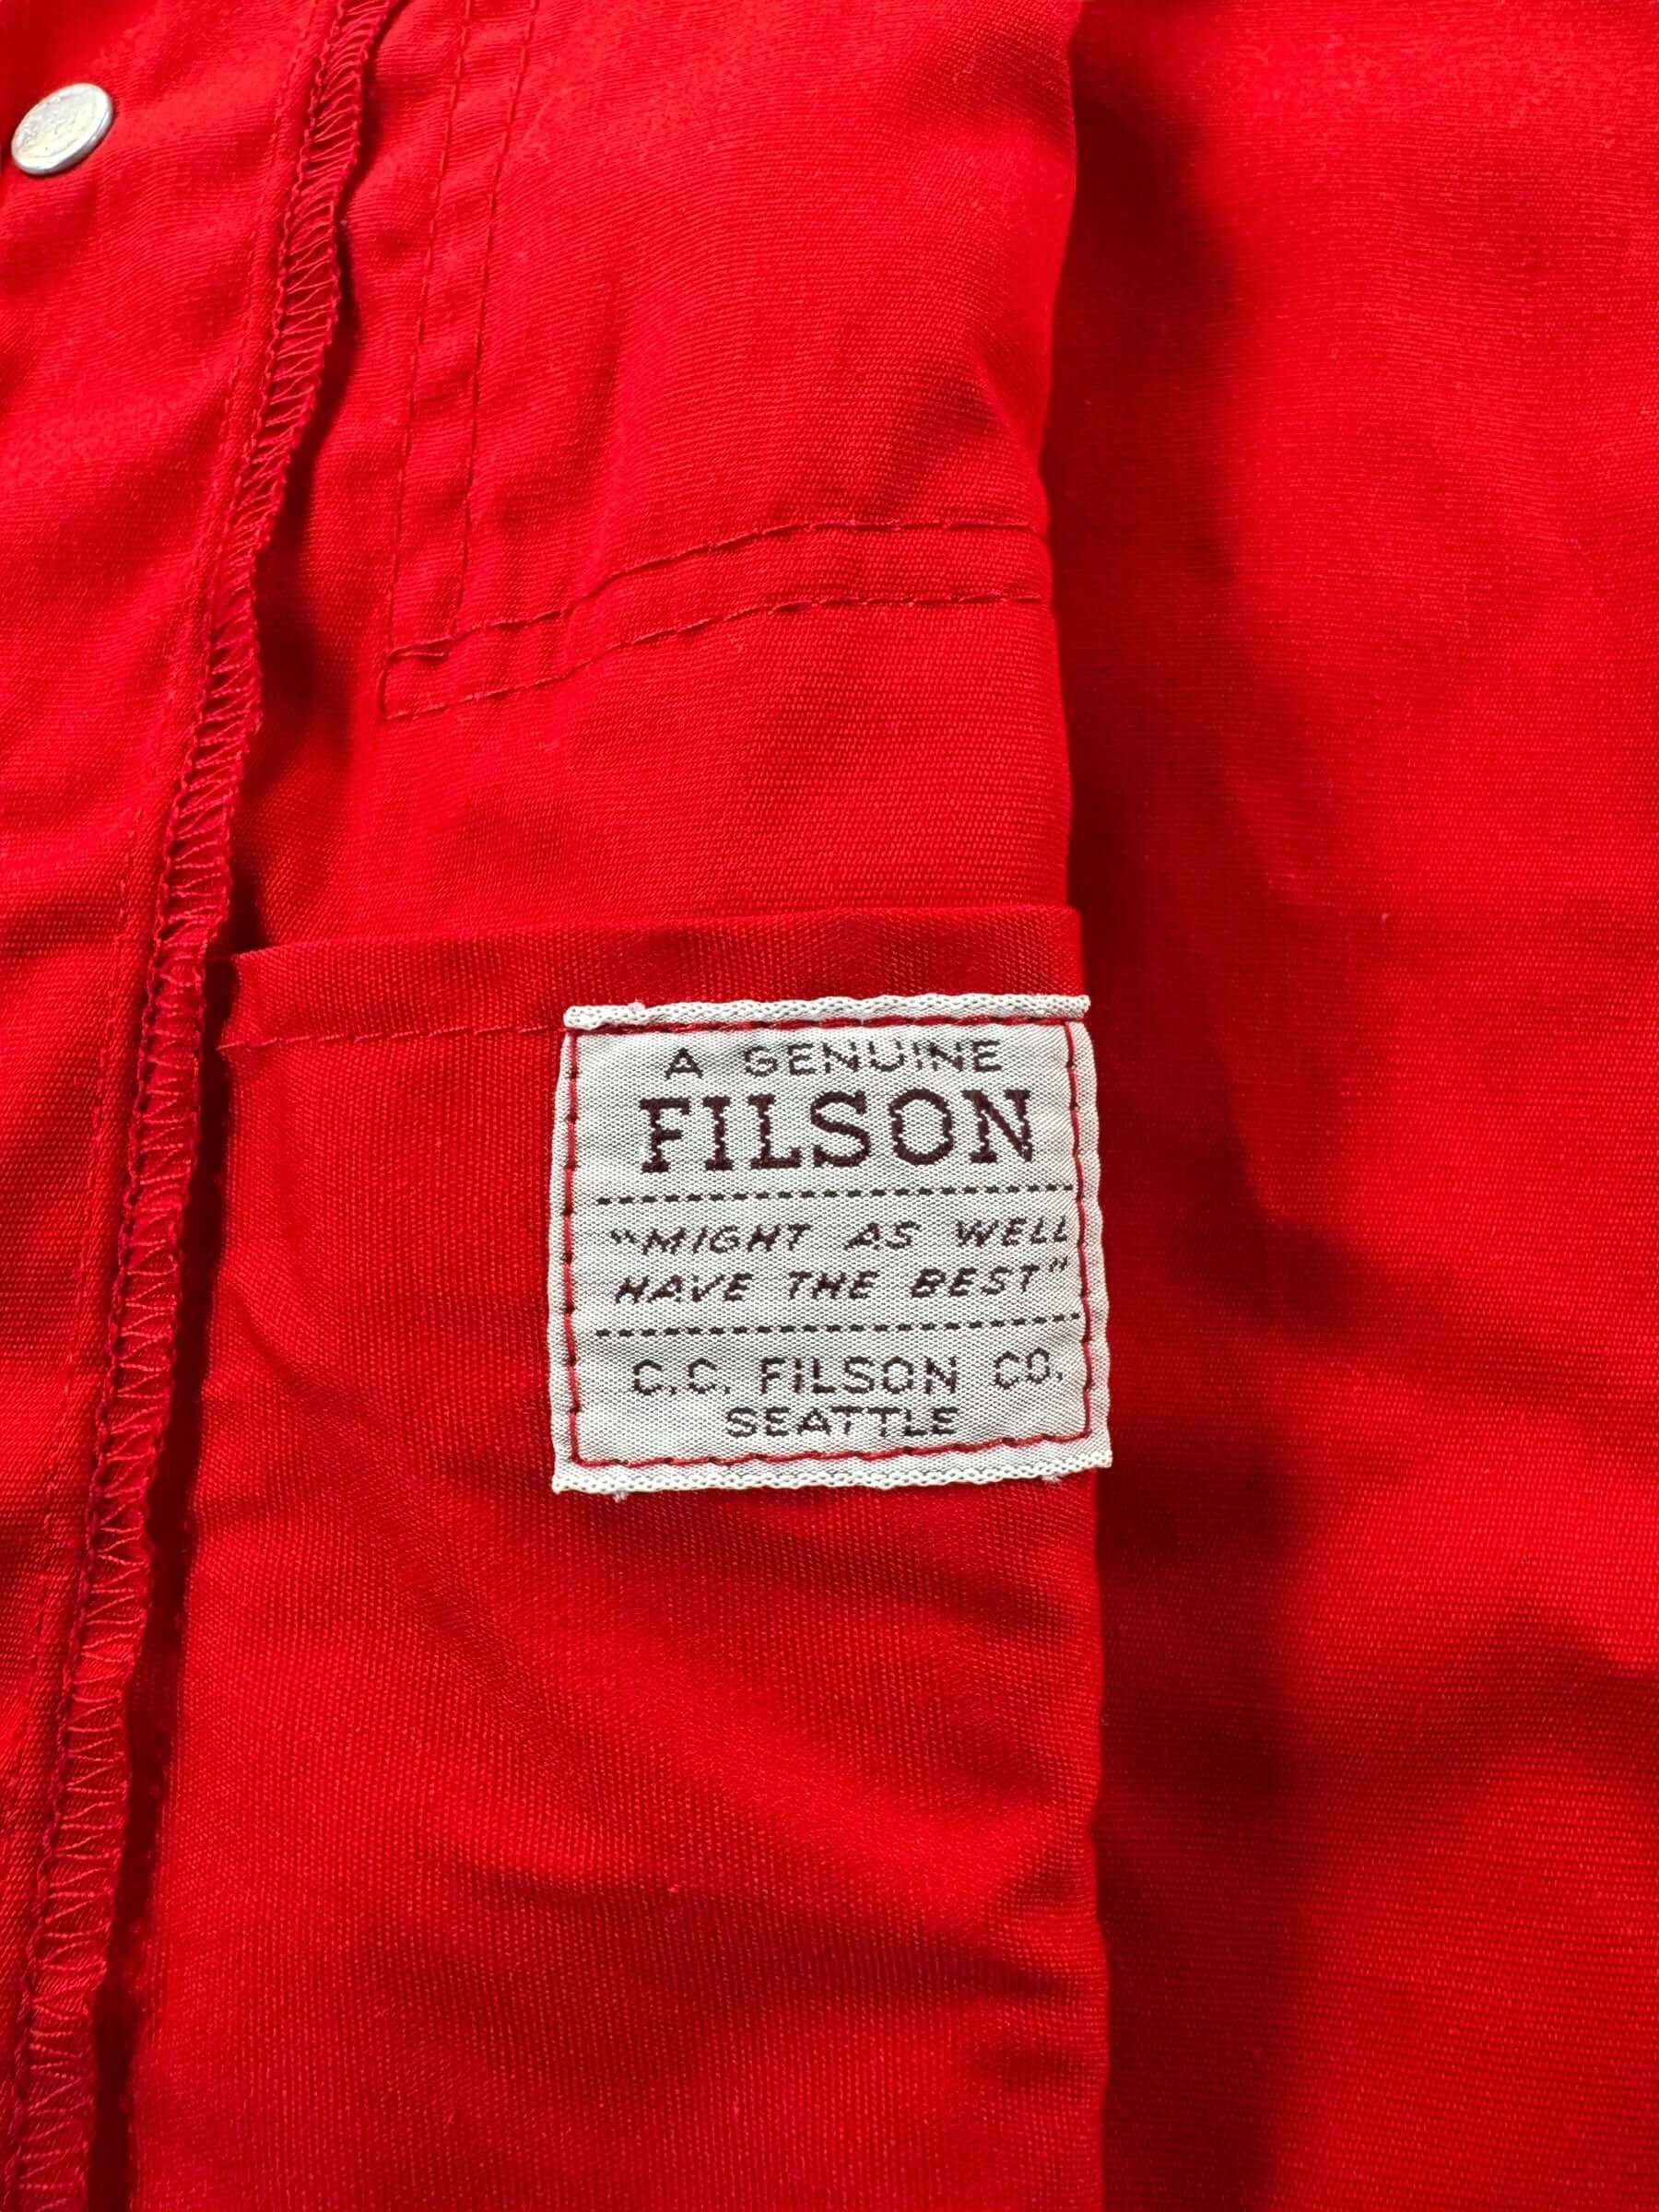 A GENUINE
FILSON
"MIGHT AS WELL
HAVE THE BEST"
C.C. FILSON CO.
SEATTLE